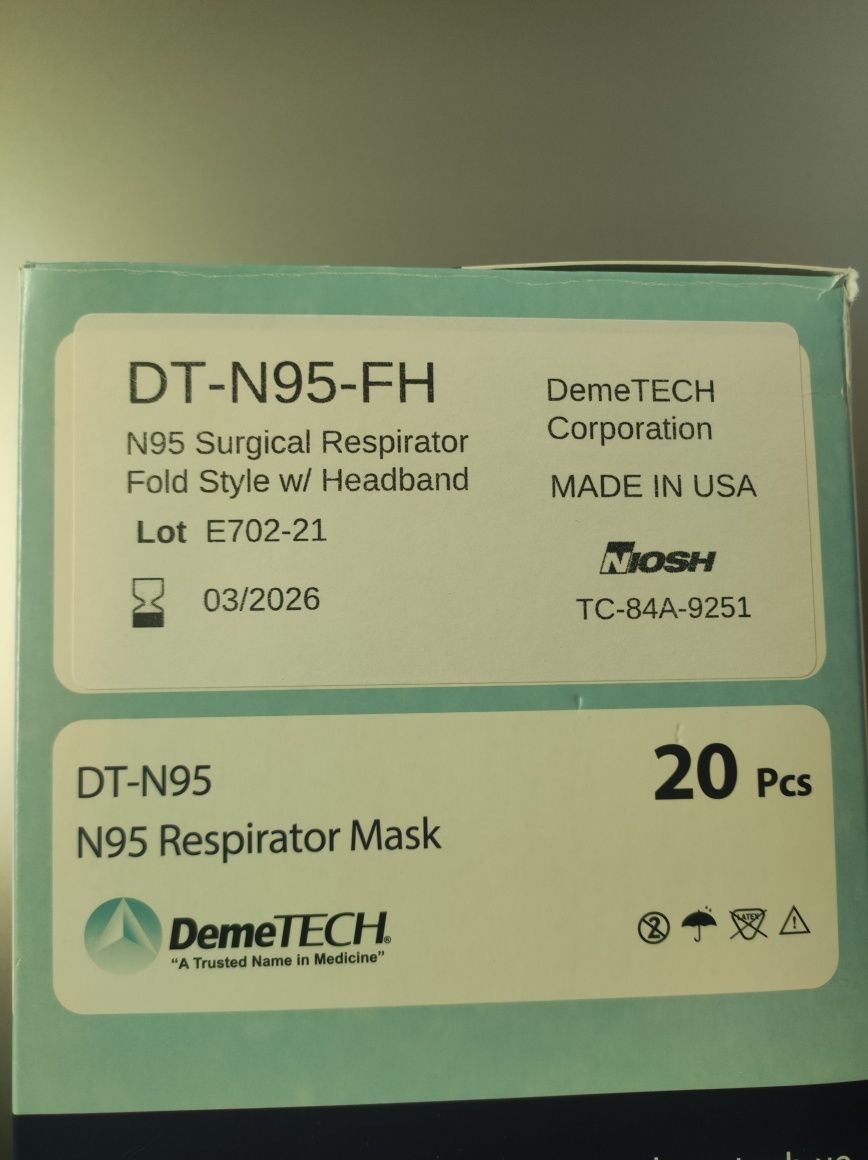 DT-N95-FH
N95 Surgical Respirator
Fold Style w/ Headband
Lot E702-21
03/2026
DemeTECH
Corporation
MADE IN USA
NIOSH
TC-84A-9251
DT-N95
N95 Respirator Mask
20 Pcs
DemeTECH®
“A Trusted Name in Medicine”
2
LATEX